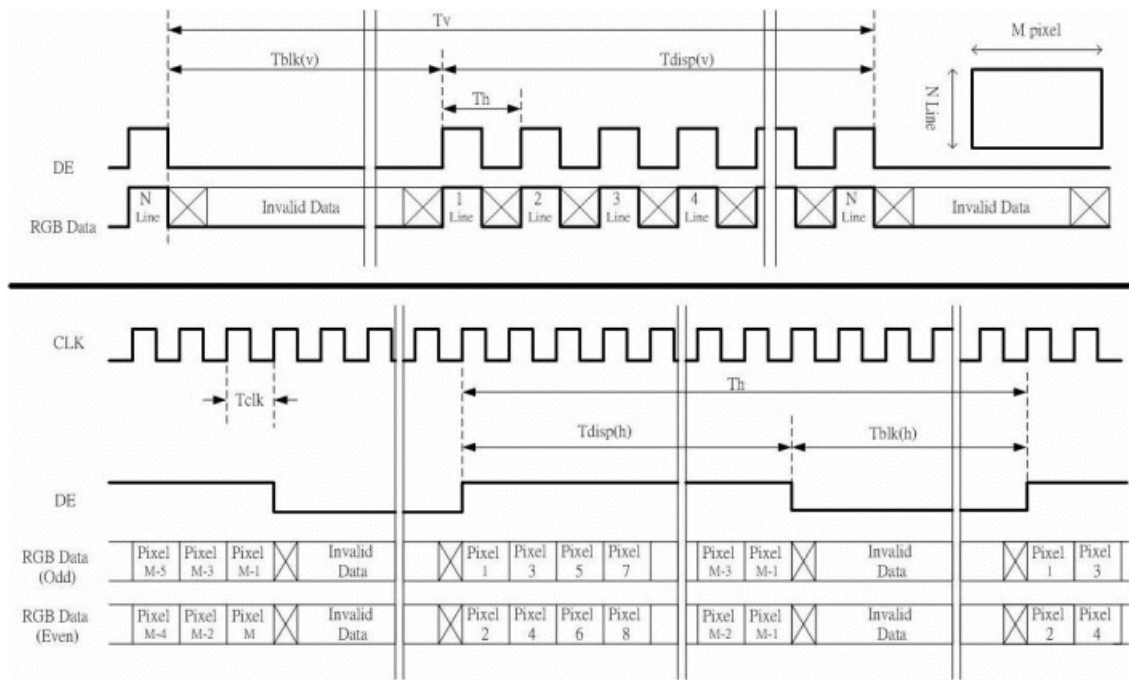 Tv
M pixel
Tblk(v)
Tdisp(v)
Th
N Line
DE
RGB Data
N Line
Invalid Data
1 Line
2 Line
3 Line
4 Line
N Line
Invalid Data
CLK
Tclk
Th
Tdisp(h)
Tblk(h)
DE
RGB Data (Odd)
Pixel M-5
Pixel M-3
Pixel M-1
Invalid Data
Pixel 1
Pixel 3
Pixel 5
Pixel 7
Pixel M-3
Pixel M-1
Invalid Data
Pixel 1
Pixel 3
RGB Data (Even)
Pixel M-4
Pixel M-2
Pixel M
Invalid Data
Pixel 2
Pixel 4
Pixel 6
Pixel 8
Pixel M-2
Pixel M-1
Invalid Data
Pixel 2
Pixel 4